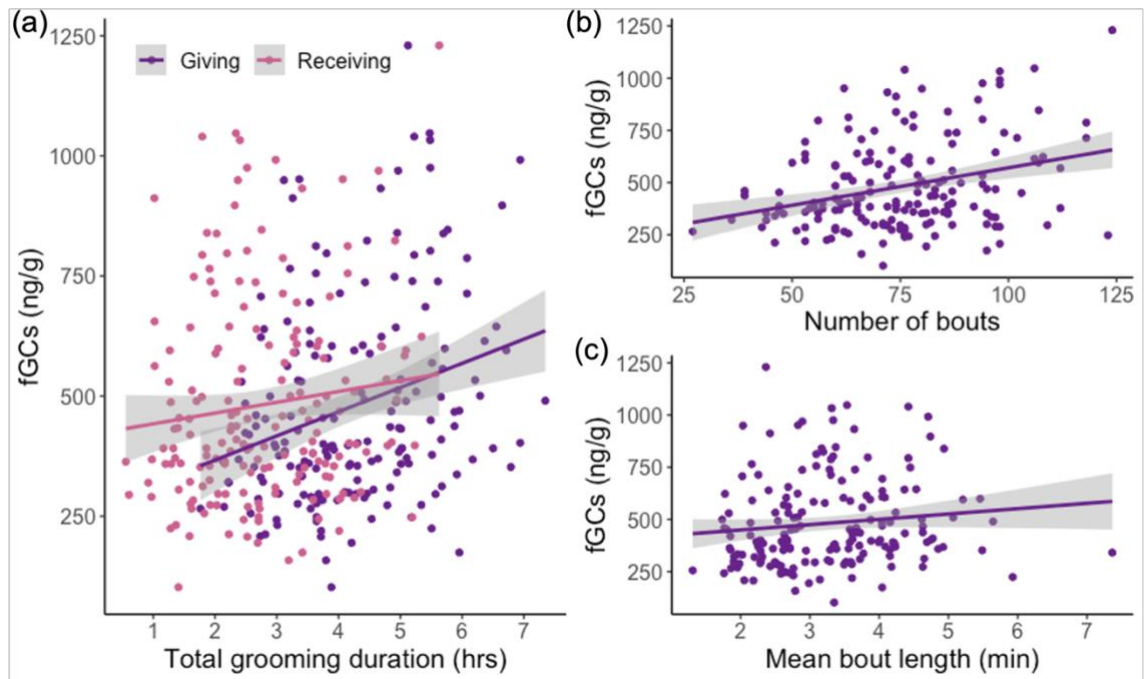 (a)
1250
1000
750
500
250
fGCs (ng/g)
Giving Receiving
1 2 3 4 5 6 7
Total grooming duration (hrs)
(b)
1250
1000
750
500
250
fGCs (ng/g)
25 50 75 100 125
Number of bouts
(c)
1250
1000
750
500
250
fGCs (ng/g)
2 3 4 5 6 7
Mean bout length (min)